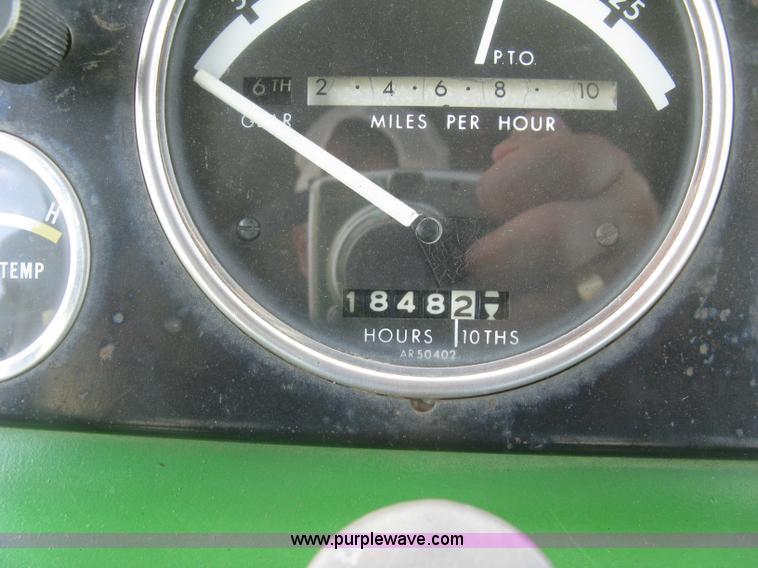 5
25
P.T.O.
6TH 2 · 4 · 6 · 8 · 10
GEAR MILES PER HOUR
H
TEMP
18482
HOURS 10THS
AR50402
www.purplewave.com